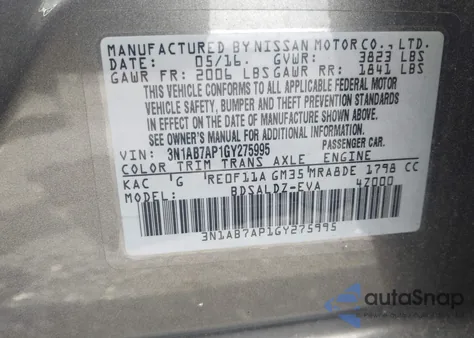 MANUFACTURED BY NISSAN MOTOR CO., LTD.
DATE: 05/16. GVWR: 3823 LBS
GAWR FR: 2006 LBS GAWR RR: 1841 LBS
THIS VEHICLE CONFORMS TO ALL APPLICABLE FEDERAL MOTOR
VEHICLE SAFETY, BUMPER AND THEFT PREVENTION STANDARDS
IN EFFECT ON THE DATE OF MANUFACTURE SHOWN ABOVE.
SEE OWNER'S MANUAL FOR FURTHER INFORMATION.
VIN: 3N1AB7AP1GY275995 PASSENGER CAR.
COLOR TRIM TRANS AXLE ENGINE
KAC G RE0F11A GM35 MRA8DE 1798 CC
MODEL: BDSALDZ-EVA 4Z000
3N1AB7AP1GY275995
autoSnap